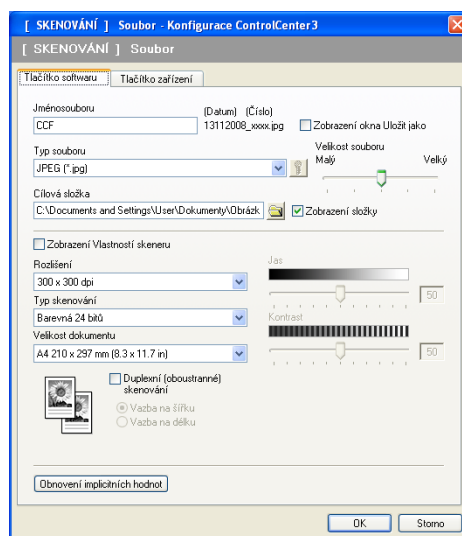 [ SKENOVÁNÍ ] Soubor - Konfigurace ControlCenter3
[ SKENOVÁNÍ ] Soubor
Tlačítko softwaru Tlačítko zařízení
Jménosouboru (Datum) (Číslo)
CCF 13112008_xxxx.jpg Zobrazení okna Uložit jako
Typ souboru Velikost souboru
JPEG (*.jpg) Malý Velký
Cílová složka
C:\Documents and Settings\User\Dokumenty\Obrázk Zobrazení složky
Zobrazení Vlastností skeneru
Rozlišení Jas
300 x 300 dpi 50
Typ skenování
Barevná 24 bitů Kontrast
Velikost dokumentu
A4 210 x 297 mm (8.3 x 11.7 in) 50
Duplexní (oboustranné)
skenování
Vazba na šířku
Vazba na délku
Obnovení implicitních hodnot
OK Storno